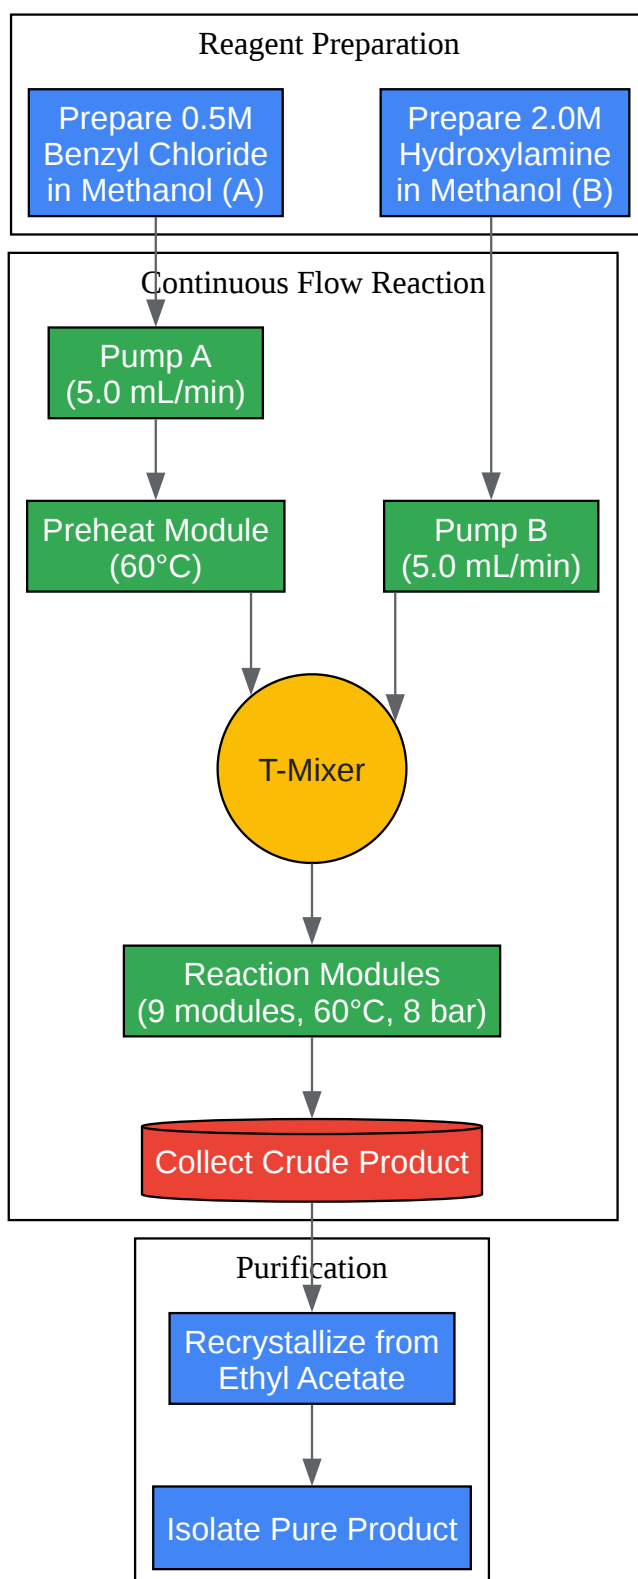 Reagent Preparation
Prepare 0.5M
Benzyl Chloride
in Methanol (A)
Prepare 2.0M
Hydroxylamine
in Methanol (B)
Continuous Flow Reaction
Pump A
(5.0 mL/min)
Preheat Module
(60°C)
Pump B
(5.0 mL/min)
T-Mixer
Reaction Modules
(9 modules, 60°C, 8 bar)
Collect Crude Product
Purification
Recrystallize from
Ethyl Acetate
Isolate Pure Product